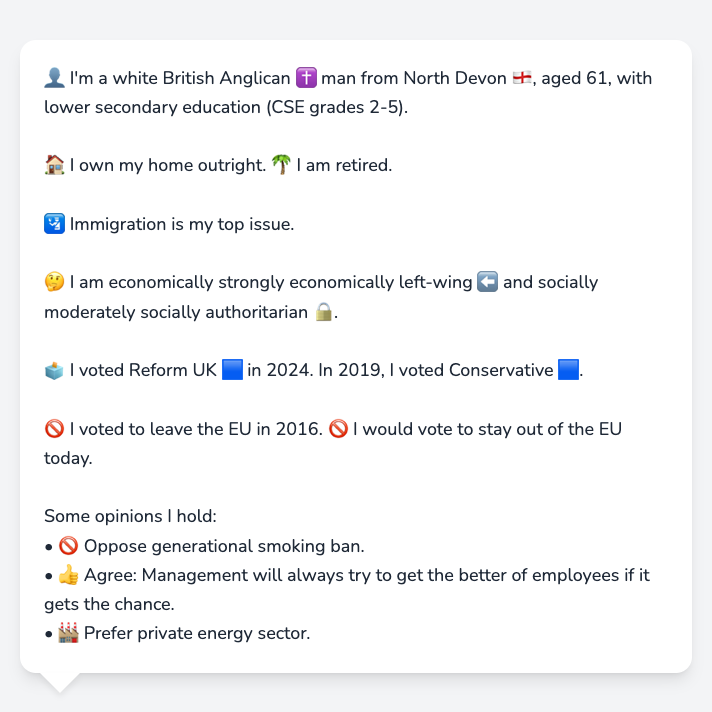 👤 I'm a white British Anglican ✝️ man from North Devon 🏴󠁧󠁢󠁥󠁮󠁧󠁿, aged 61, with
lower secondary education (CSE grades 2-5).
🏠 I own my home outright. 🌴 I am retired.
🛂 Immigration is my top issue.
🤔 I am economically strongly economically left-wing ⬅️ and socially
moderately socially authoritarian 🔒.
🗳️ I voted Reform UK 🟦 in 2024. In 2019, I voted Conservative 🟦.
🚫 I voted to leave the EU in 2016. 🚫 I would vote to stay out of the EU
today.
Some opinions I hold:
• 🚫 Oppose generational smoking ban.
• 👍 Agree: Management will always try to get the better of employees if it
gets the chance.
• 🏭 Prefer private energy sector.